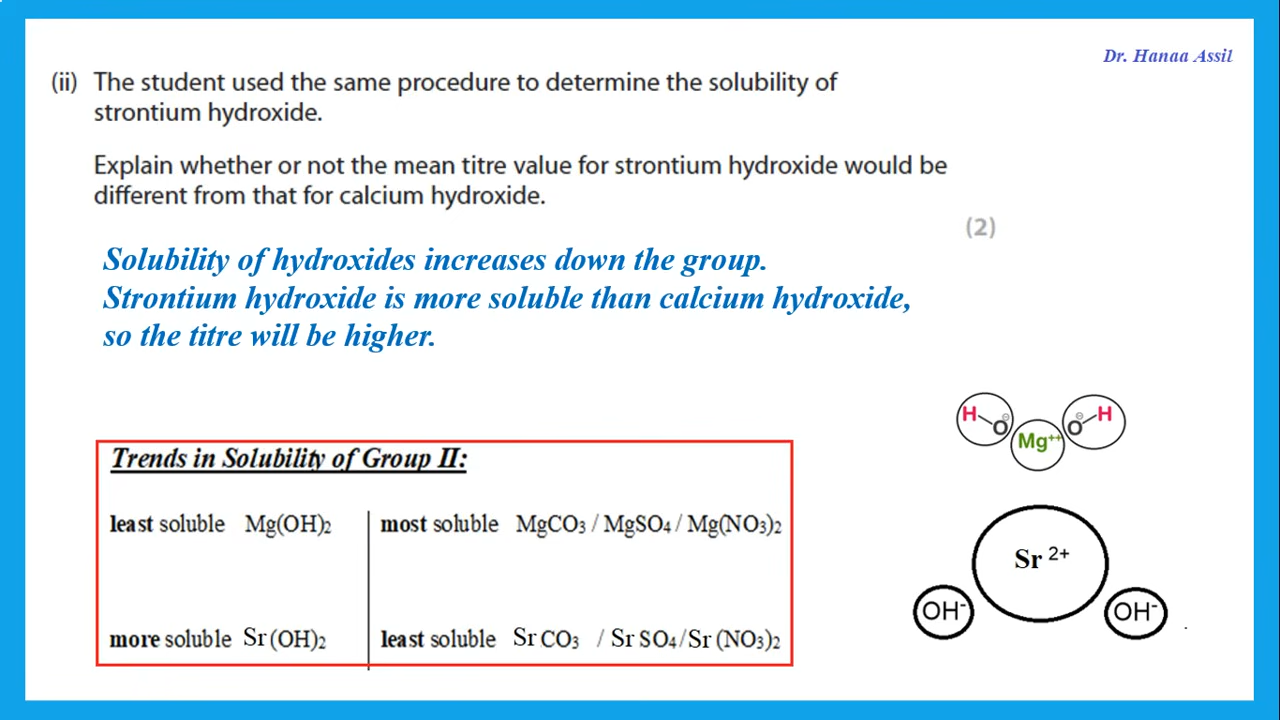 Dr. Hanaa Assil
(ii) The student used the same procedure to determine the solubility of
strontium hydroxide.
Explain whether or not the mean titre value for strontium hydroxide would be
different from that for calcium hydroxide.
(2)
Solubility of hydroxides increases down the group.
Strontium hydroxide is more soluble than calcium hydroxide,
so the titre will be higher.
Trends in Solubility of Group II:
least soluble Mg(OH)₂ most soluble MgCO₃ / MgSO₄ / Mg(NO₃)₂
more soluble Sr(OH)₂ least soluble SrCO₃ / SrSO₄/Sr(NO₃)₂
H O⊖ Mg⁺⁺ ⊖O H
Sr 2+
OH⁻ OH⁻